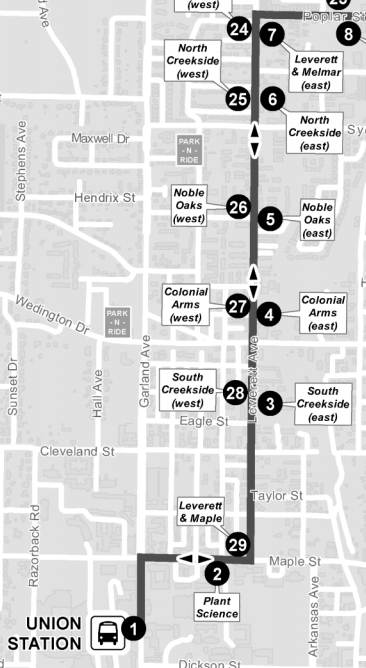 (west)
24
Poplar St
7
8
North
Creekside
(west)
Leverett
& Melmar
(east)
25
6
North
Creekside
(east)
Maxwell Dr
PARK
- N -
RIDE
Stephens Ave
Hendrix St
Noble
Oaks
(west)
26
5
Noble
Oaks
(east)
Colonial
Arms
(west)
27
4
Colonial
Arms
(east)
Wedington Dr
PARK
- N -
RIDE
Sunset Dr
Hall Ave
Garland Ave
South
Creekside
(west)
28
3
South
Creekside
(east)
Eagle St
Cleveland St
Taylor St
Leverett
& Maple
29
Razorback Rd
Maple St
2
Plant
Science
Arkansas Ave
UNION
STATION
1
Dickson St